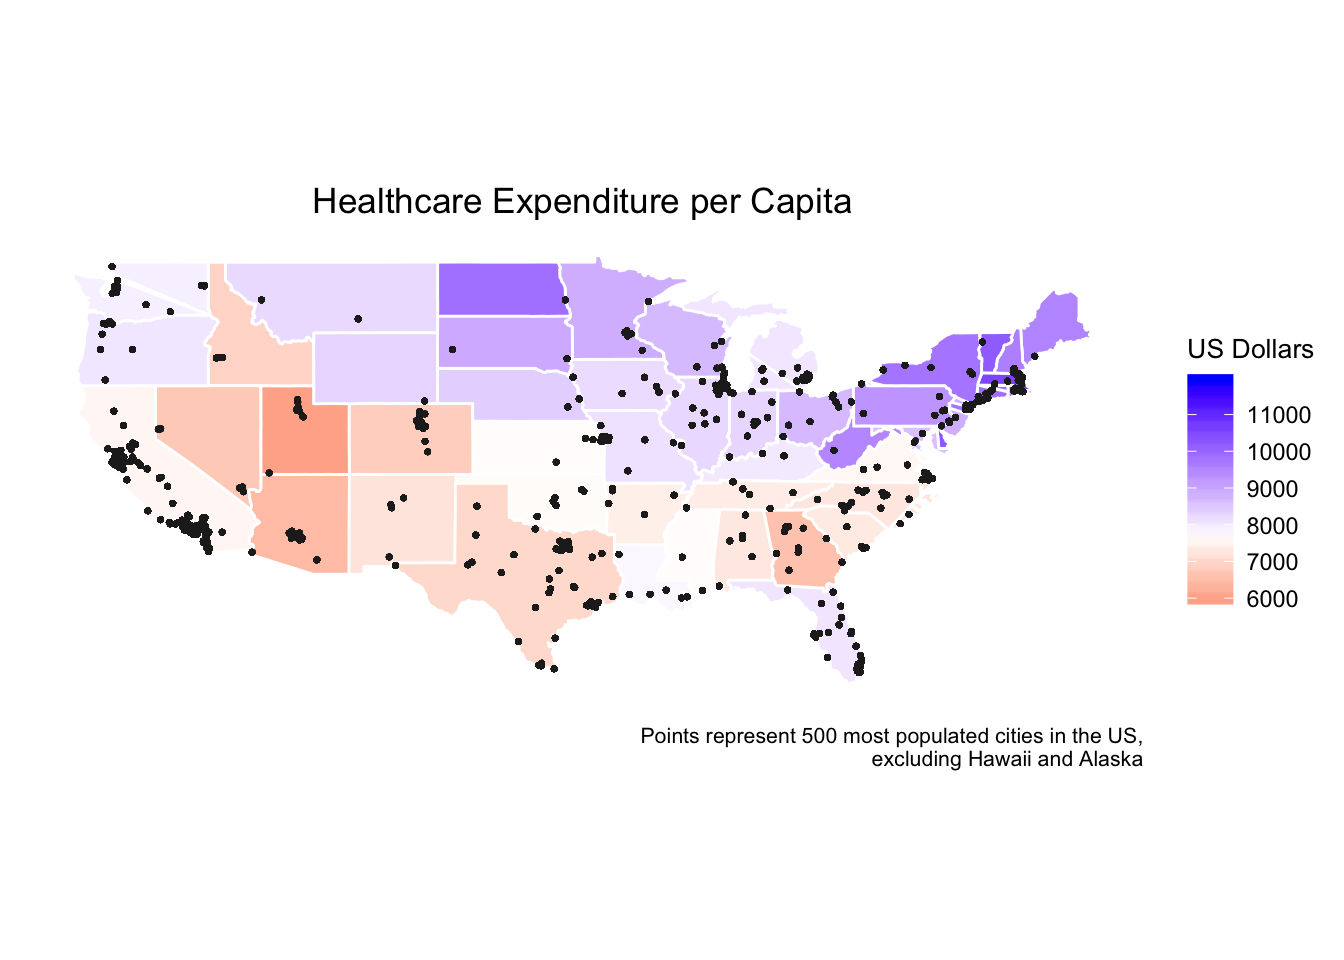 Healthcare Expenditure per Capita
US Dollars
11000
10000
9000
8000
7000
6000
Points represent 500 most populated cities in the US,
excluding Hawaii and Alaska